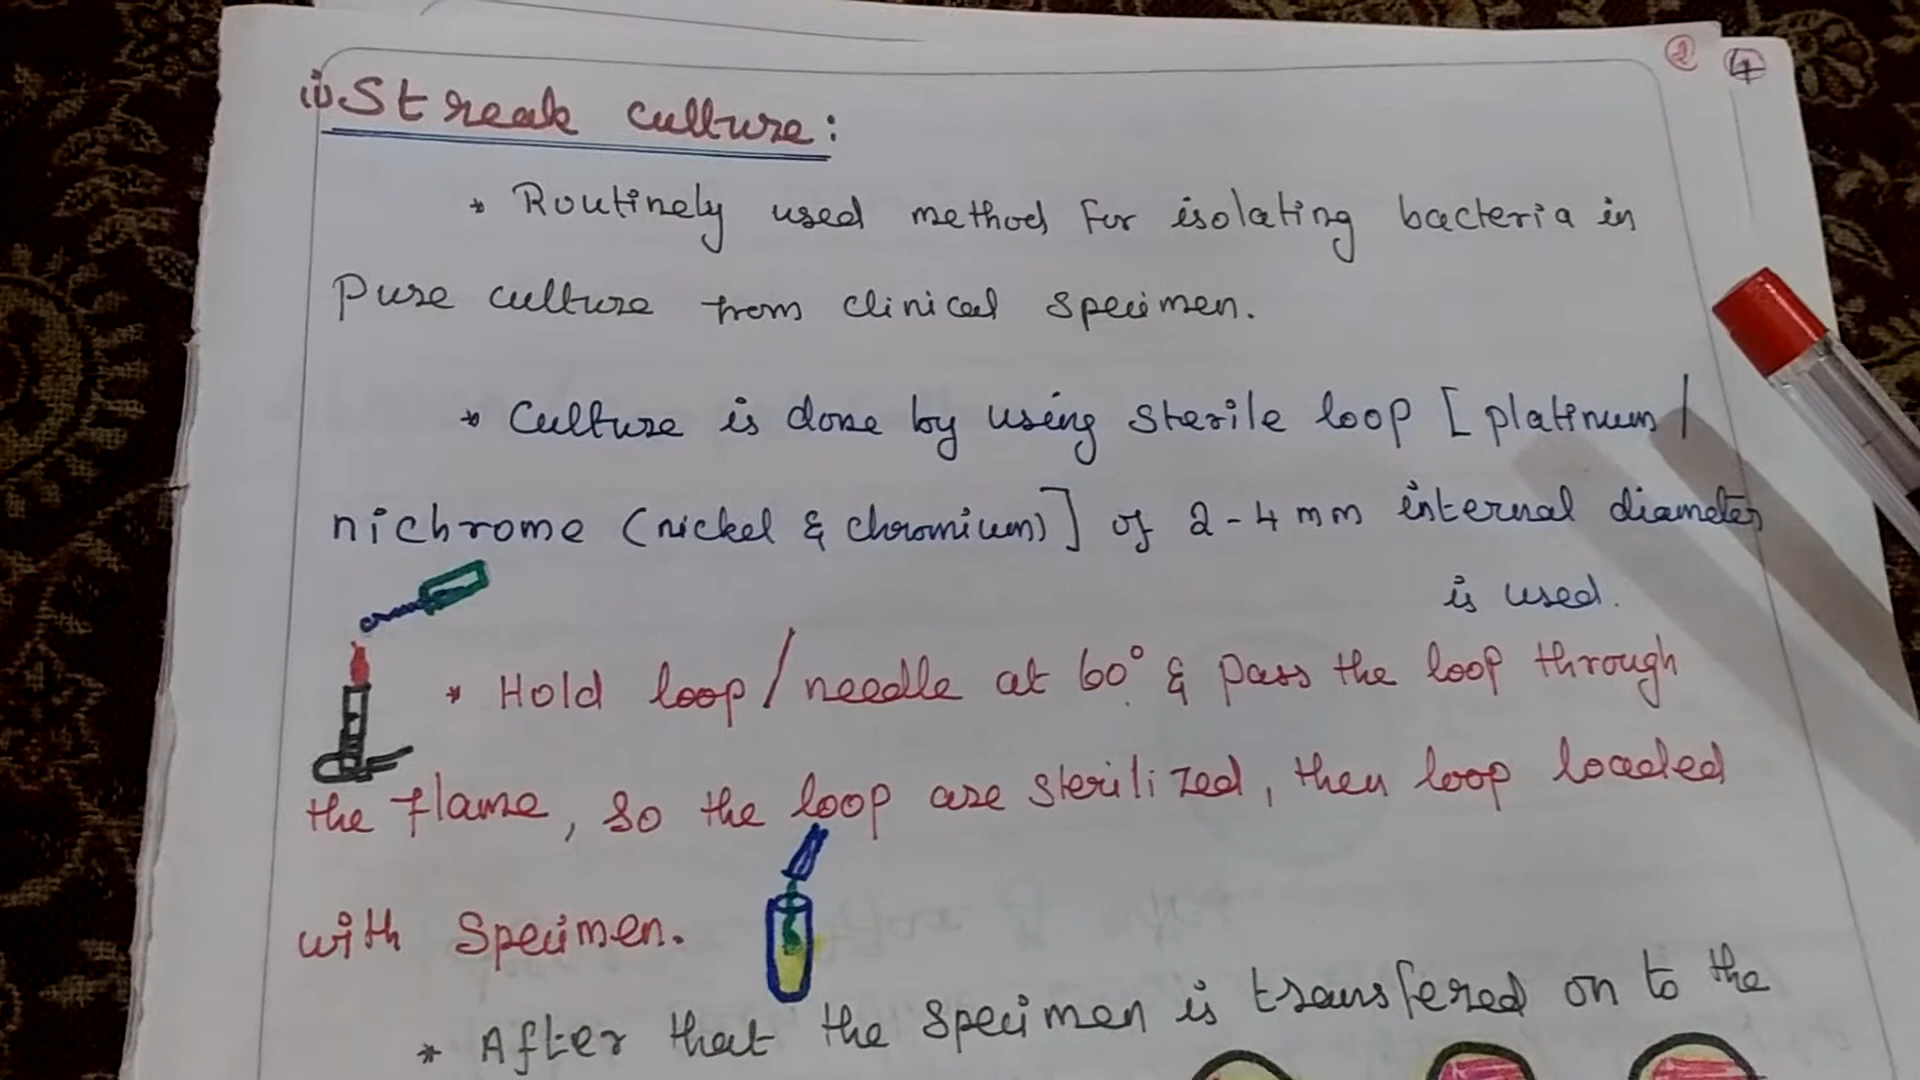 ② ④
i) Streak culture:
* Routinely used method for isolating bacteria in
pure culture from clinical specimen.
* Culture is done by using sterile loop [platinum /
nichrome (nickel & chromium)] of 2-4 mm internal diameter
is used.
* Hold loop/needle at 60° & pass the loop through
the flame, so the loop are sterilized, then loop loaded
with specimen.
* After that the specimen is transfered on to the